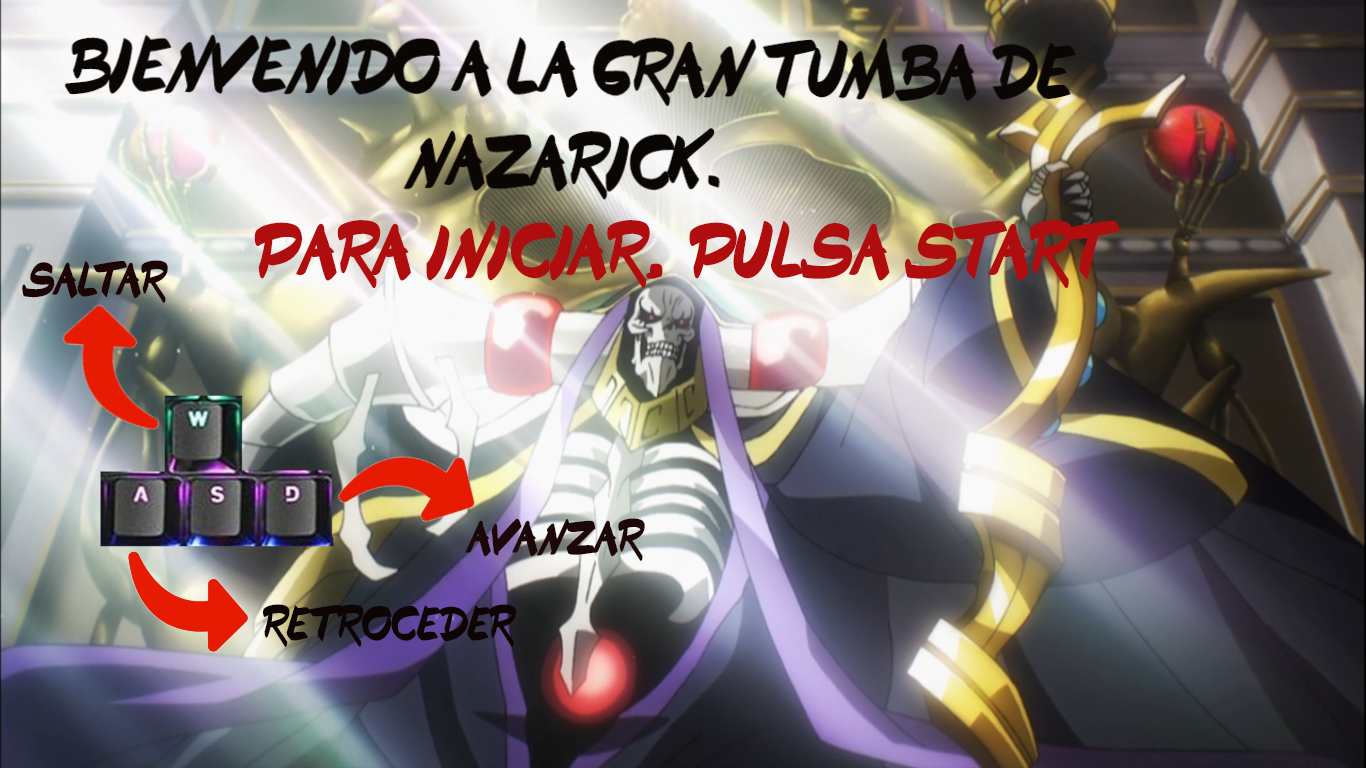 BIENVENIDO A LA GRAN TUMBA DE
NAZARICK.
PARA INICIAR, PULSA START
SALTAR
W
A S D
AVANZAR
RETROCEDER